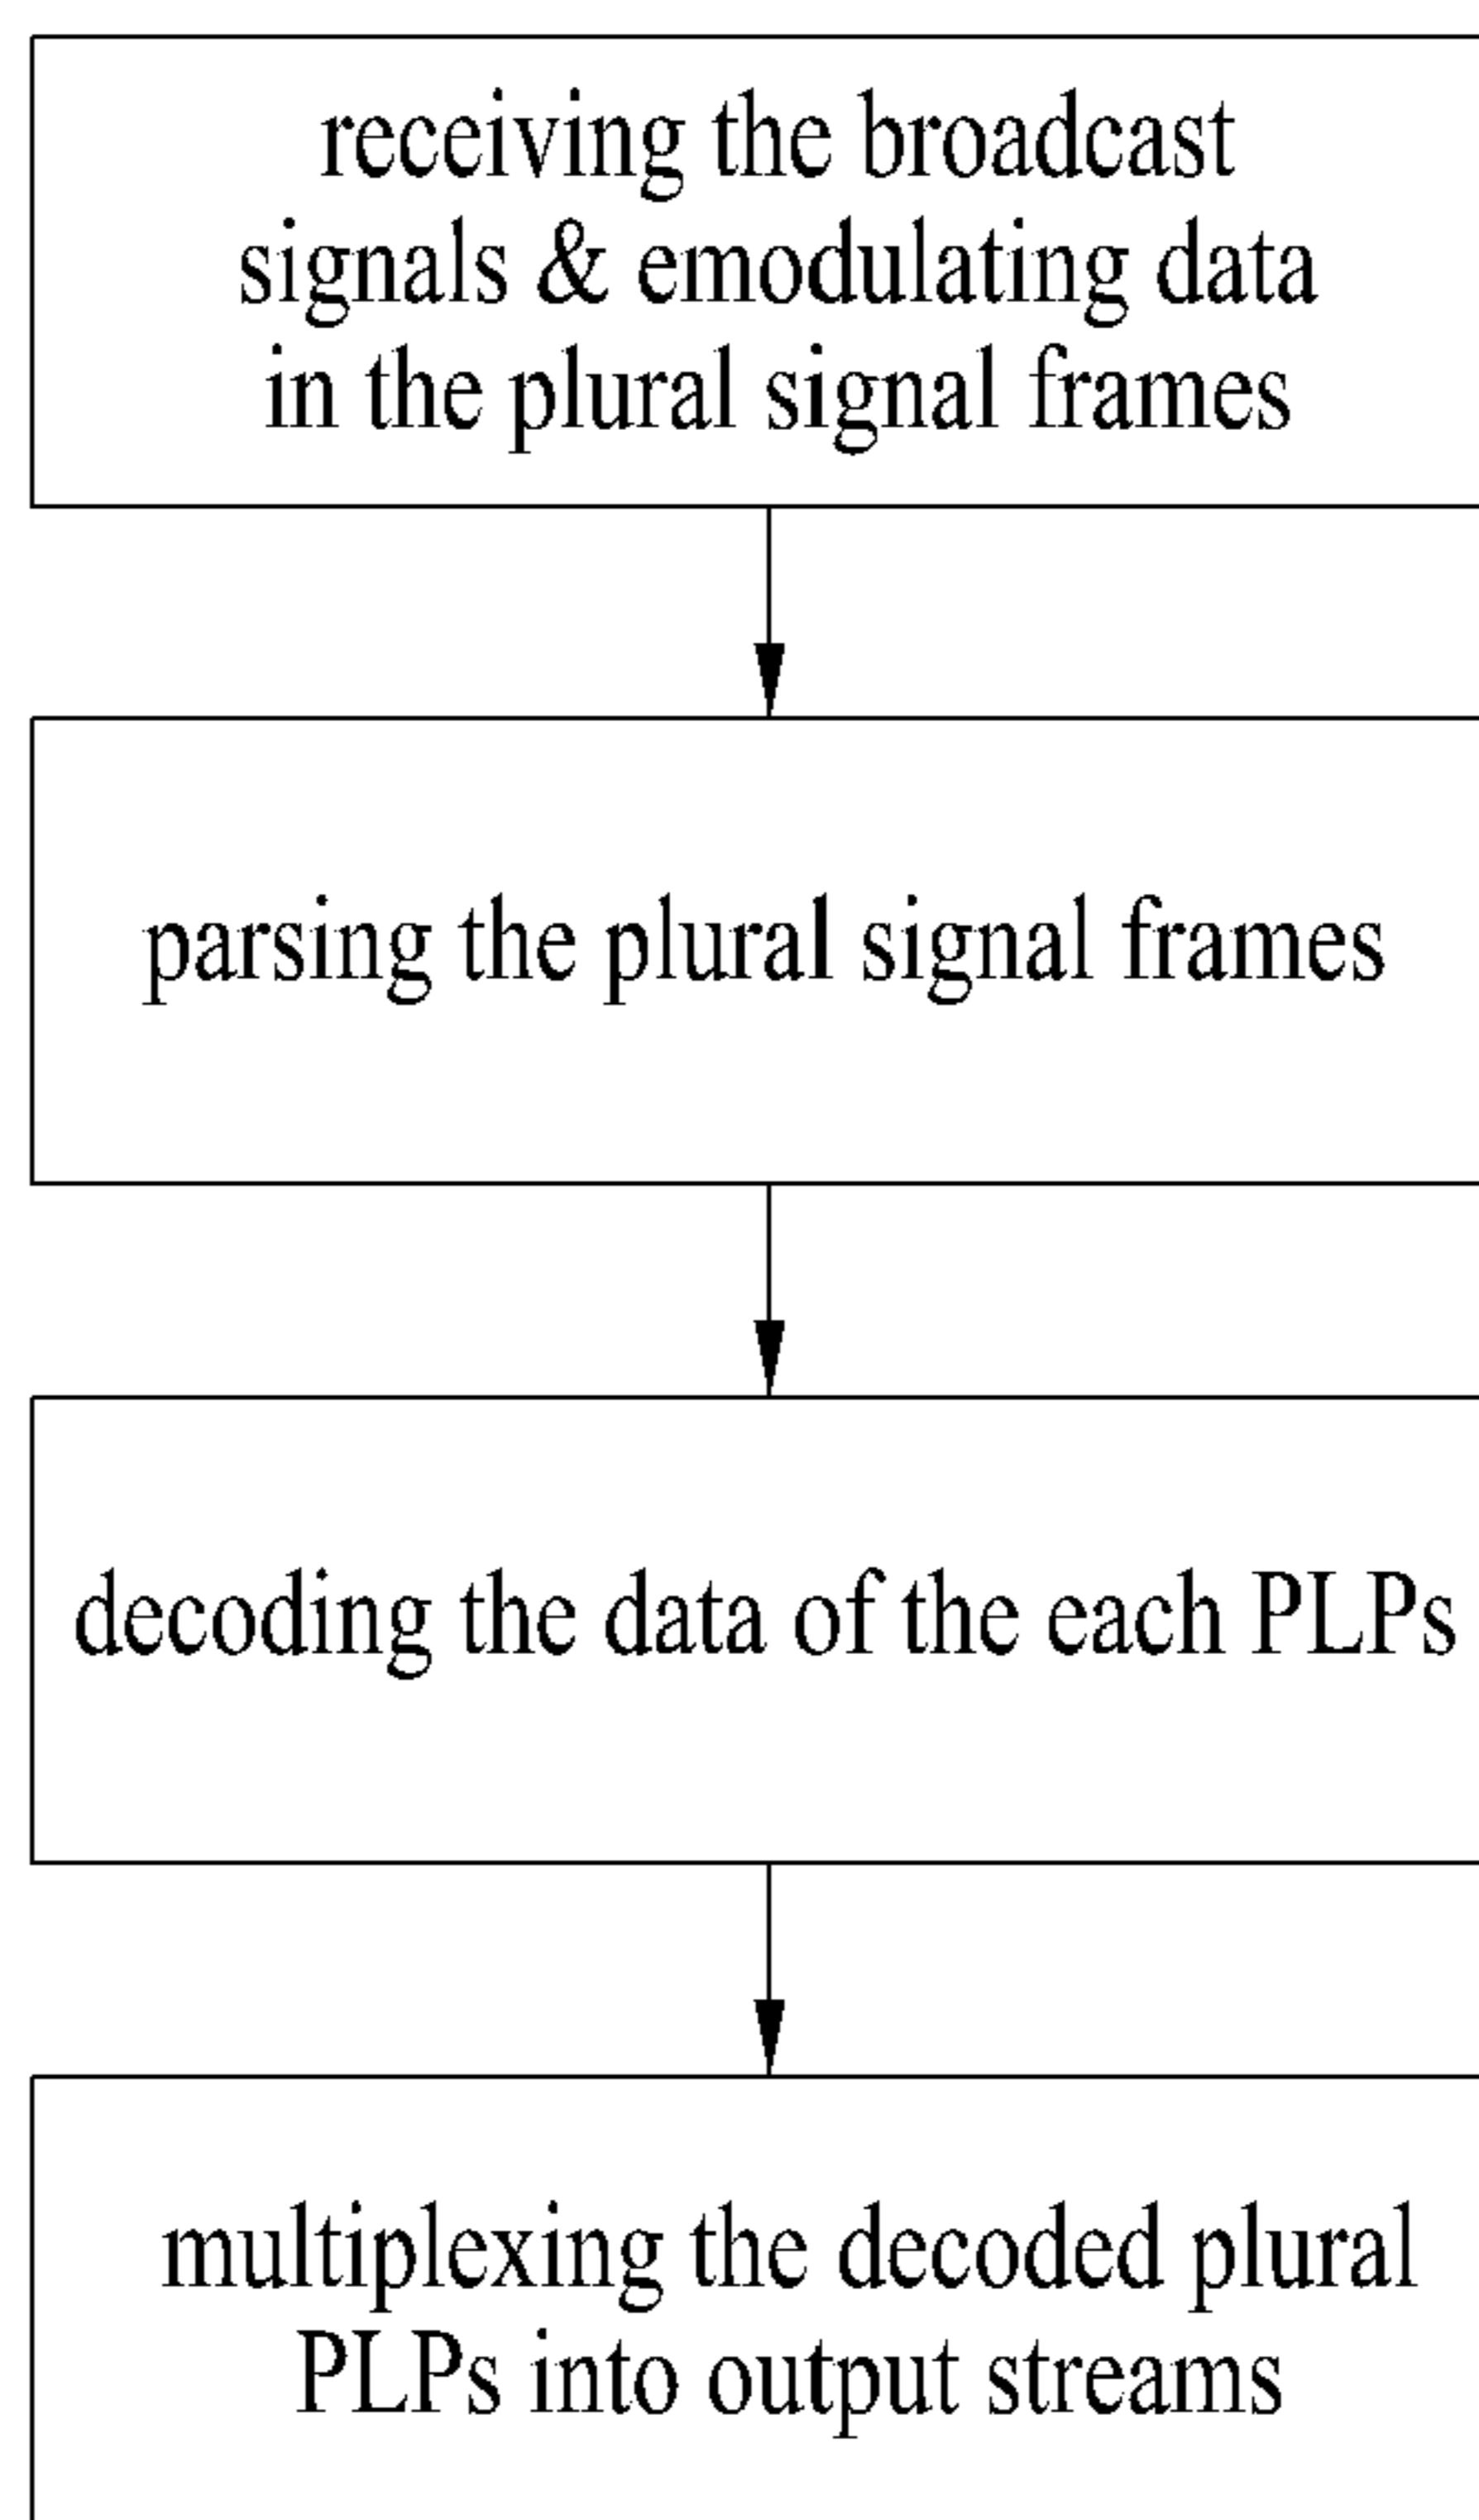 receiving the broadcast
signals & emodulating data
in the plural signal frames
parsing the plural signal frames
decoding the data of the each PLPs
multiplexing the decoded plural
PLPs into output streams